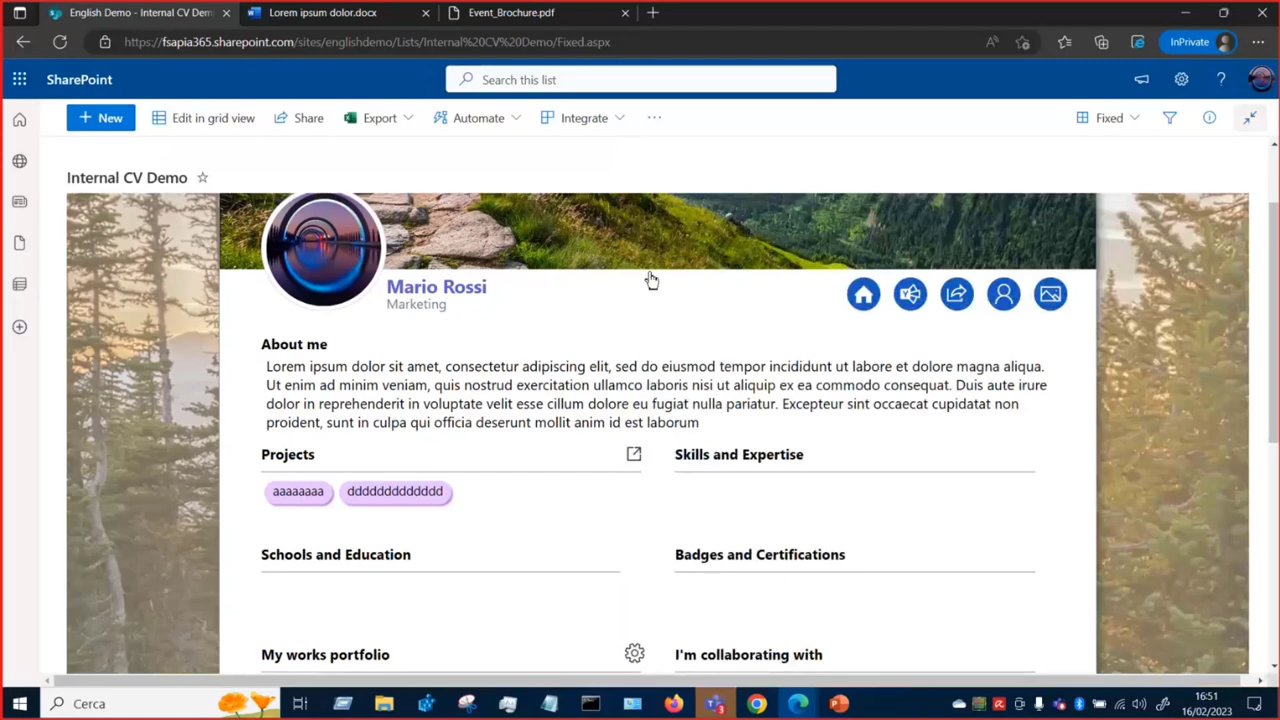 English Demo - Internal CV Dem
Lorem ipsum dolor.docx
Event_Brochure.pdf
https://fsapia365.sharepoint.com/sites/englishdemo/Lists/Internal%20CV%20Demo/Fixed.aspx
InPrivate
SharePoint
Search this list
New
Edit in grid view
Share
Export
Automate
Integrate
Fixed
Internal CV Demo
Mario Rossi
Marketing
About me
Lorem ipsum dolor sit amet, consectetur adipiscing elit, sed do eiusmod tempor incididunt ut labore et dolore magna aliqua.
Ut enim ad minim veniam, quis nostrud exercitation ullamco laboris nisi ut aliquip ex ea commodo consequat. Duis aute irure
dolor in reprehenderit in voluptate velit esse cillum dolore eu fugiat nulla pariatur. Excepteur sint occaecat cupidatat non
proident, sunt in culpa qui officia deserunt mollit anim id est laborum
Projects
Skills and Expertise
aaaaaaaa
ddddddddddddd
Schools and Education
Badges and Certifications
My works portfolio
I'm collaborating with
Cerca
16:51
16/02/2023